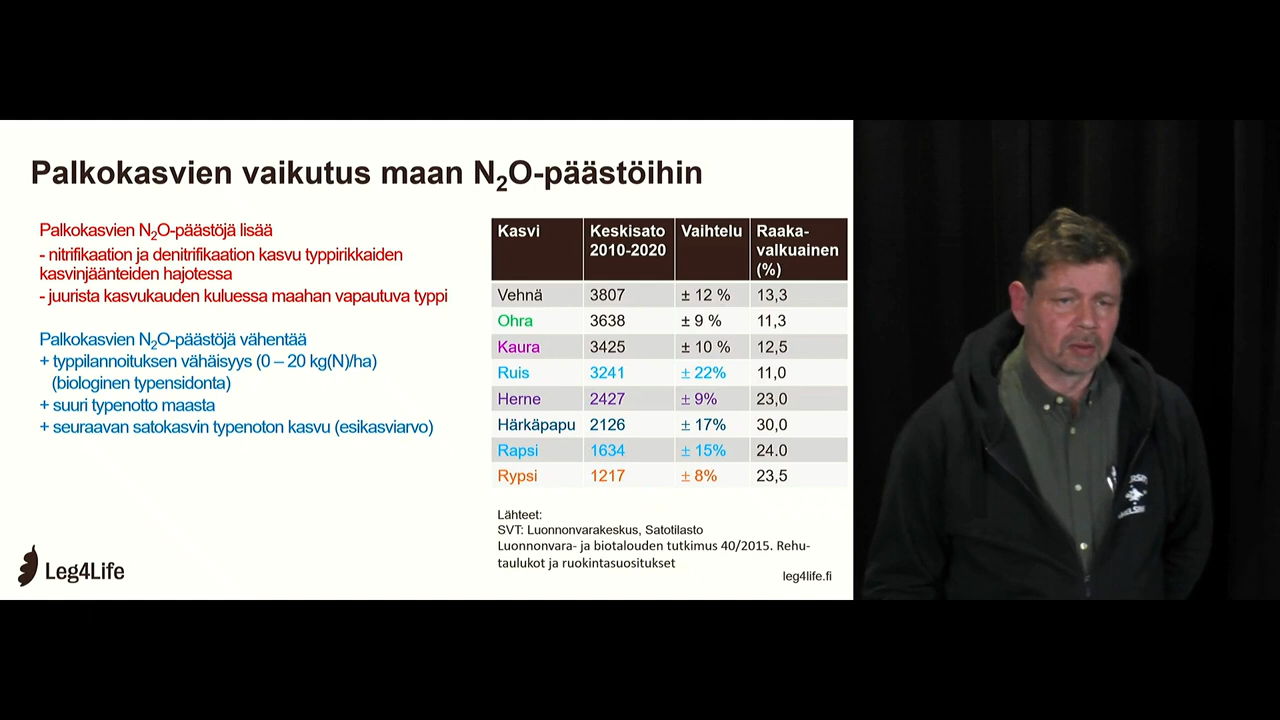 Palkokasvien vaikutus maan N₂O-päästöihin
Palkokasvien N₂O-päästöjä lisää
- nitrifikaation ja denitrifikaation kasvu typpirikkaiden
kasvinjäänteiden hajotessa
- juurista kasvukauden kuluessa maahan vapautuva typpi
Palkokasvien N₂O-päästöjä vähentää
+ typpilannoituksen vähäisyys (0 – 20 kg(N)/ha)
(biologinen typensidonta)
+ suuri typenotto maasta
+ seuraavan satokasvin typenoton kasvu (esikasviarvo)
Kasvi Keskisato 2010-2020 Vaihtelu Raaka-valkuainen (%)
Vehnä 3807 ± 12 % 13,3
Ohra 3638 ± 9 % 11,3
Kaura 3425 ± 10 % 12,5
Ruis 3241 ± 22% 11,0
Herne 2427 ± 9% 23,0
Härkäpapu 2126 ± 17% 30,0
Rapsi 1634 ± 15% 24.0
Rypsi 1217 ± 8% 23,5
Lähteet:
SVT: Luonnonvarakeskus, Satotilasto
Luonnonvara- ja biotalouden tutkimus 40/2015. Rehu-
taulukot ja ruokintasuositukset
Leg4Life
leg4life.fi